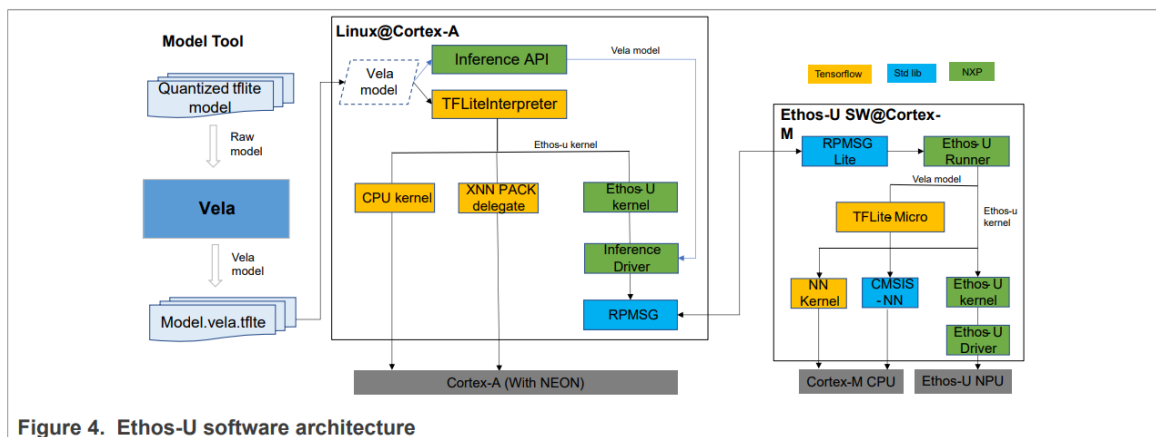 Model Tool
Quantized tflite
model
Raw
model
Vela
Vela
model
Model.vela.tflte
Linux@Cortex-A
Vela
model
Inference API
Vela model
TFLiteInterpreter
Ethos-u kernel
CPU kernel
XNN PACK
delegate
Ethos-U
kernel
Inference
Driver
RPMSG
Cortex-A (With NEON)
Tensorflow
Std lib
NXP
Ethos-U SW@Cortex-
M
RPMSG
Lite
Ethos-U
Runner
Vela model
TFLite Micro
Ethos-u
kernel
NN
Kernel
CMSIS
-NN
Ethos-U
kernel
Ethos-U
Driver
Cortex-M CPU
Ethos-U NPU
Figure 4. Ethos-U software architecture